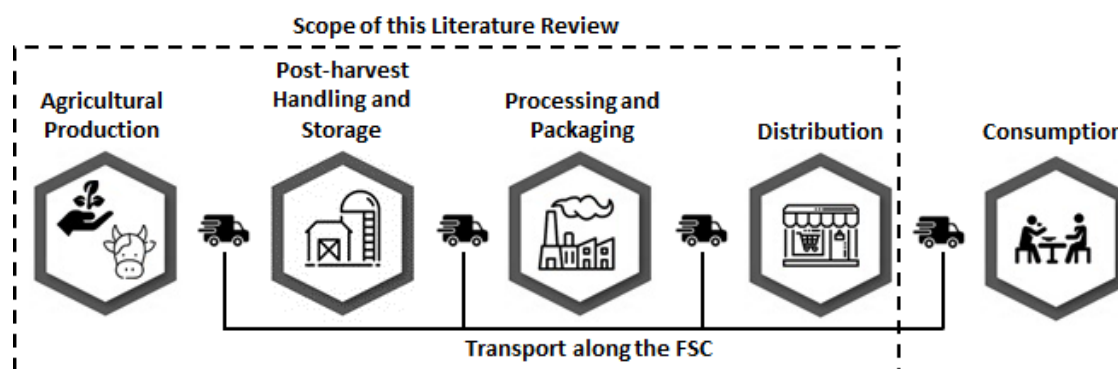 Scope of this Literature Review
Agricultural
Production
Post-harvest
Handling and
Storage
Processing and
Packaging
Distribution
Consumption
Transport along the FSC